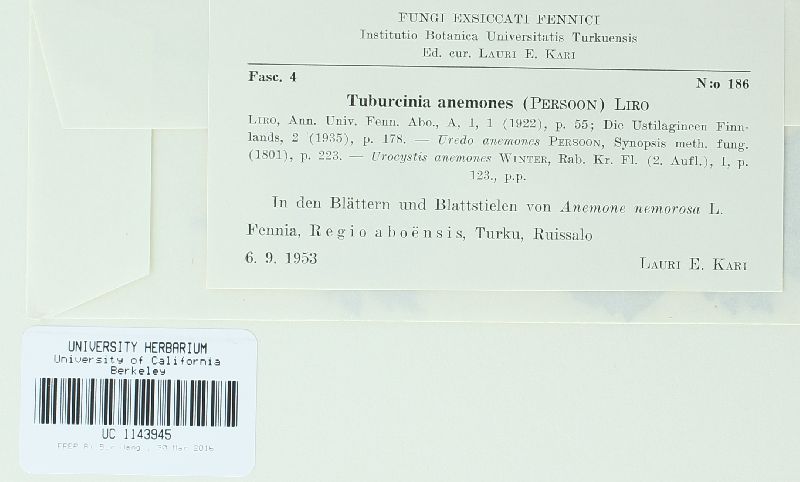 FUNGI EXSICCATI FENNICI
Institutio Botanica Universitatis Turkuensis
Ed. cur. LAURI E. KARI
Fasc. 4 N:o 186
Tuburcinia anemones (PERSOON) LIRO
LIRO, Ann. Univ. Fenn. Abo., A, 1, 1 (1922), p. 55; Die Ustilagineen Finn-
lands, 2 (1935), p. 178. — Uredo anemones PERSOON, Synopsis meth. fung.
(1801), p. 223. — Urocystis anemones WINTER, Rab. Kr. Fl. (2. Aufl.), 1, p.
123., p.p.
In den Blättern und Blattstielen von Anemone nemorosa L.
Fennia, Regio aboënsis, Turku, Ruissalo
6. 9. 1953 LAURI E. KARI
UNIVERSITY HERBARIUM
University of California
Berkeley
UC 1143945
30 Mar 2016